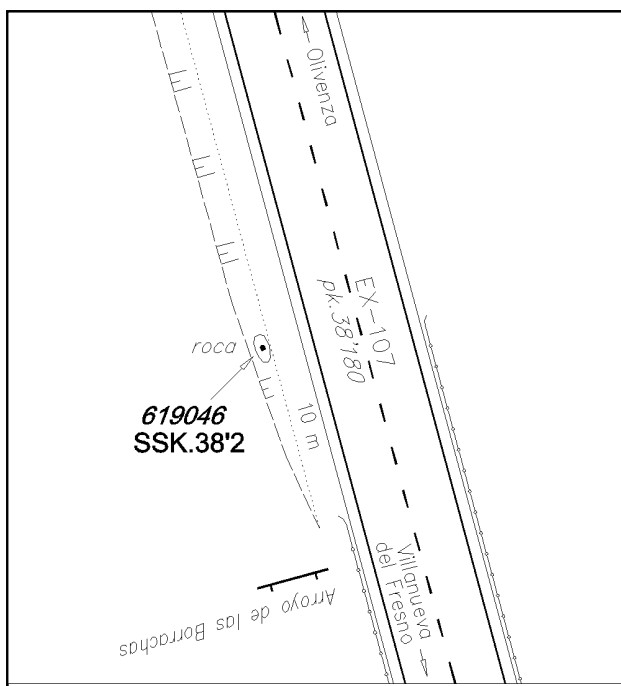 Olivenza
EX-107
pk.38'180
roca
619046
SSK.38'2
10 m
Villanueva
del Fresno
Arroyo de las Borrachas